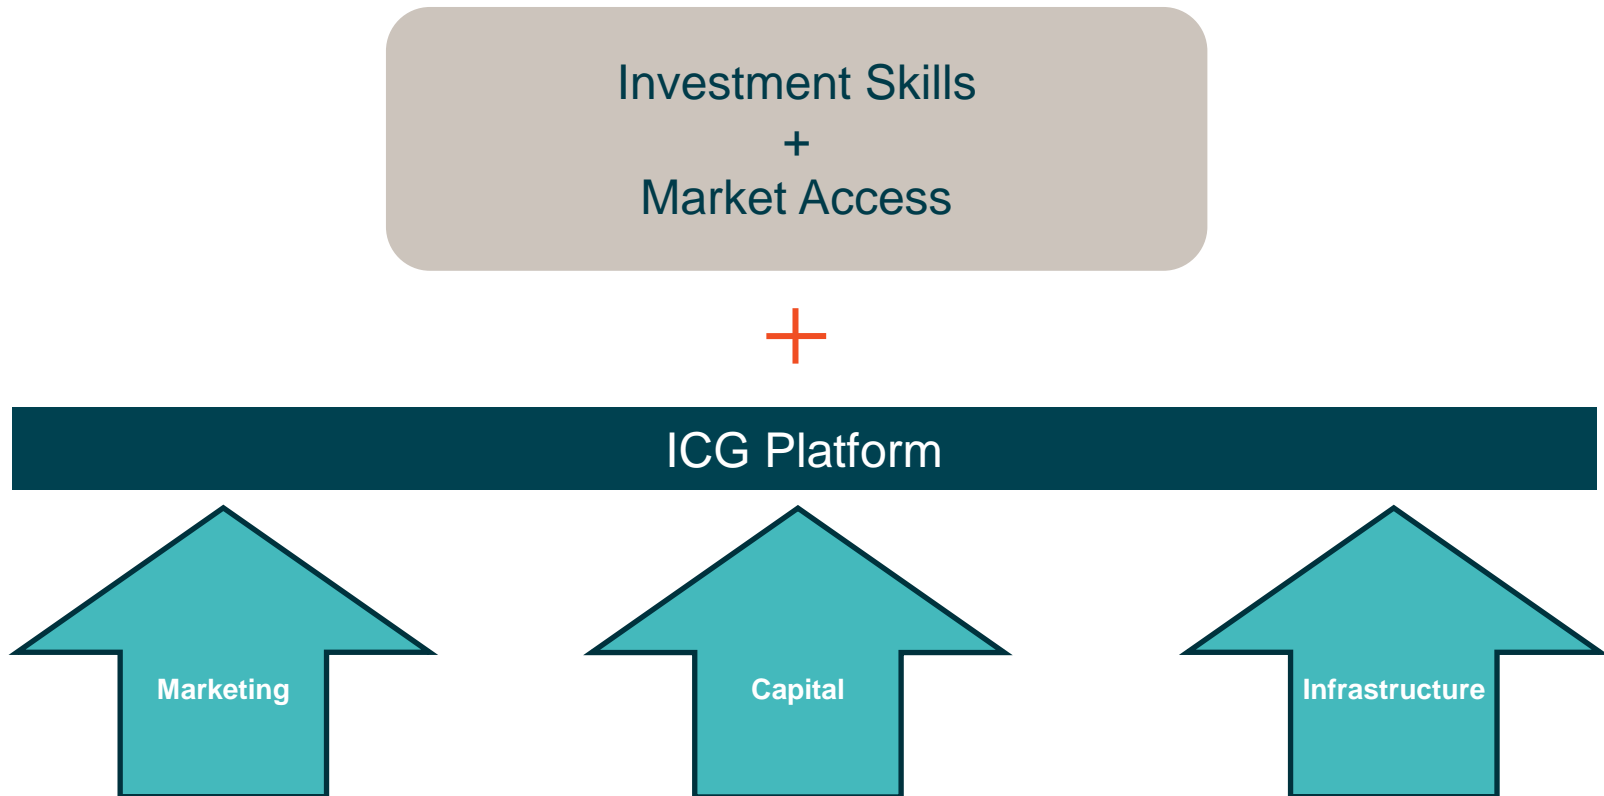 Investment Skills
+
Market Access
+
ICG Platform
Marketing
Capital
Infrastructure